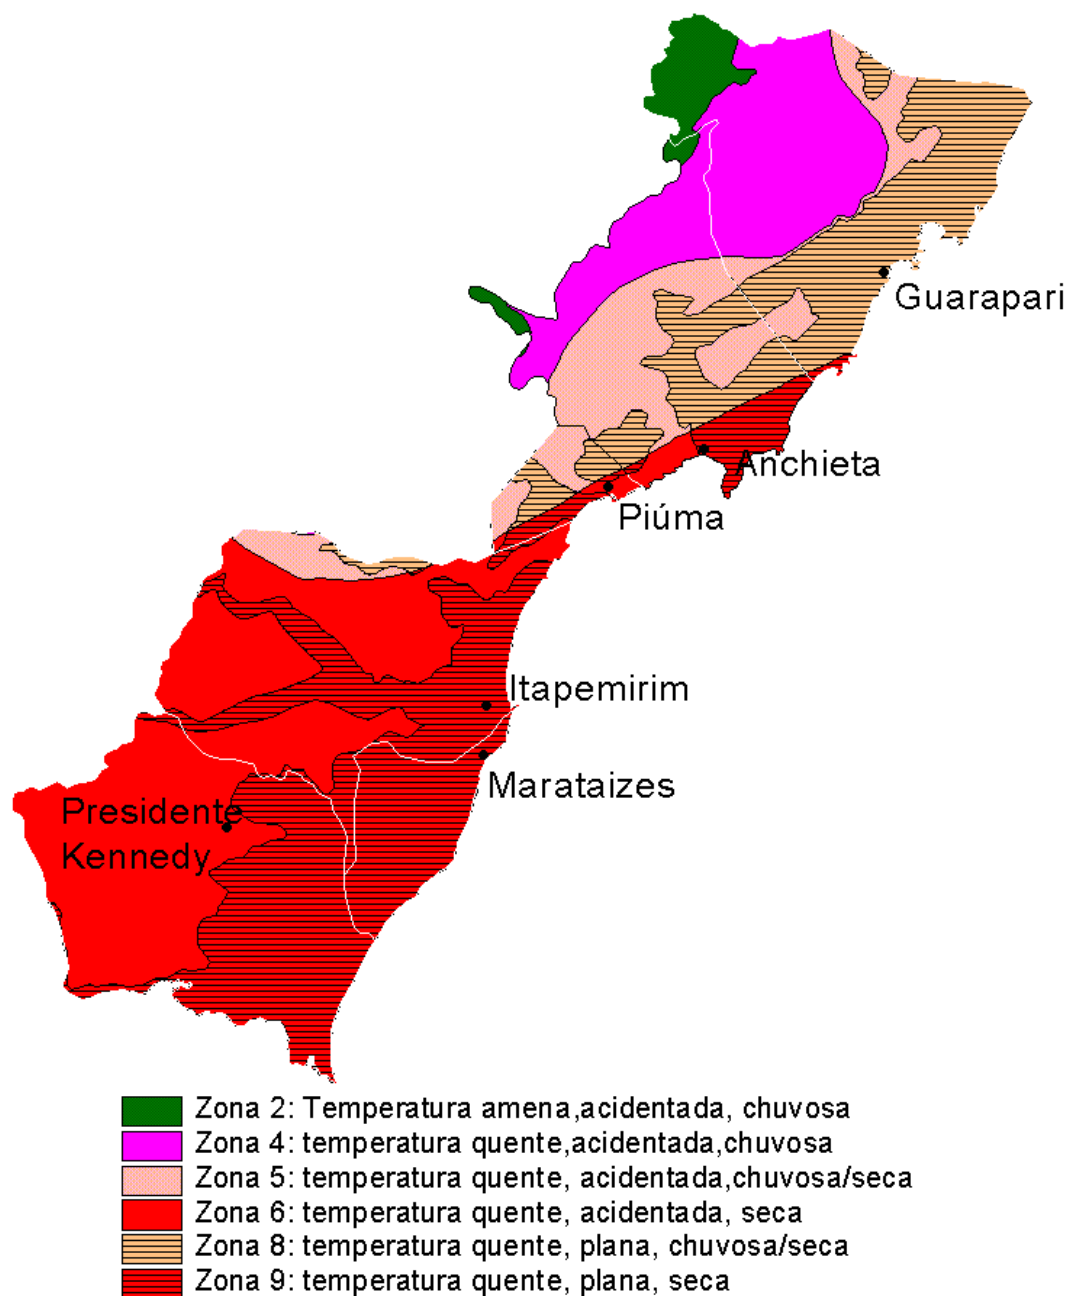 Guarapari
Anchieta
Piúma
Itapemirim
Marataizes
Presidente
Kennedy
Zona 2: Temperatura amena,acidentada, chuvosa
Zona 4: temperatura quente,acidentada,chuvosa
Zona 5: temperatura quente, acidentada,chuvosa/seca
Zona 6: temperatura quente, acidentada, seca
Zona 8: temperatura quente, plana, chuvosa/seca
Zona 9: temperatura quente, plana, seca